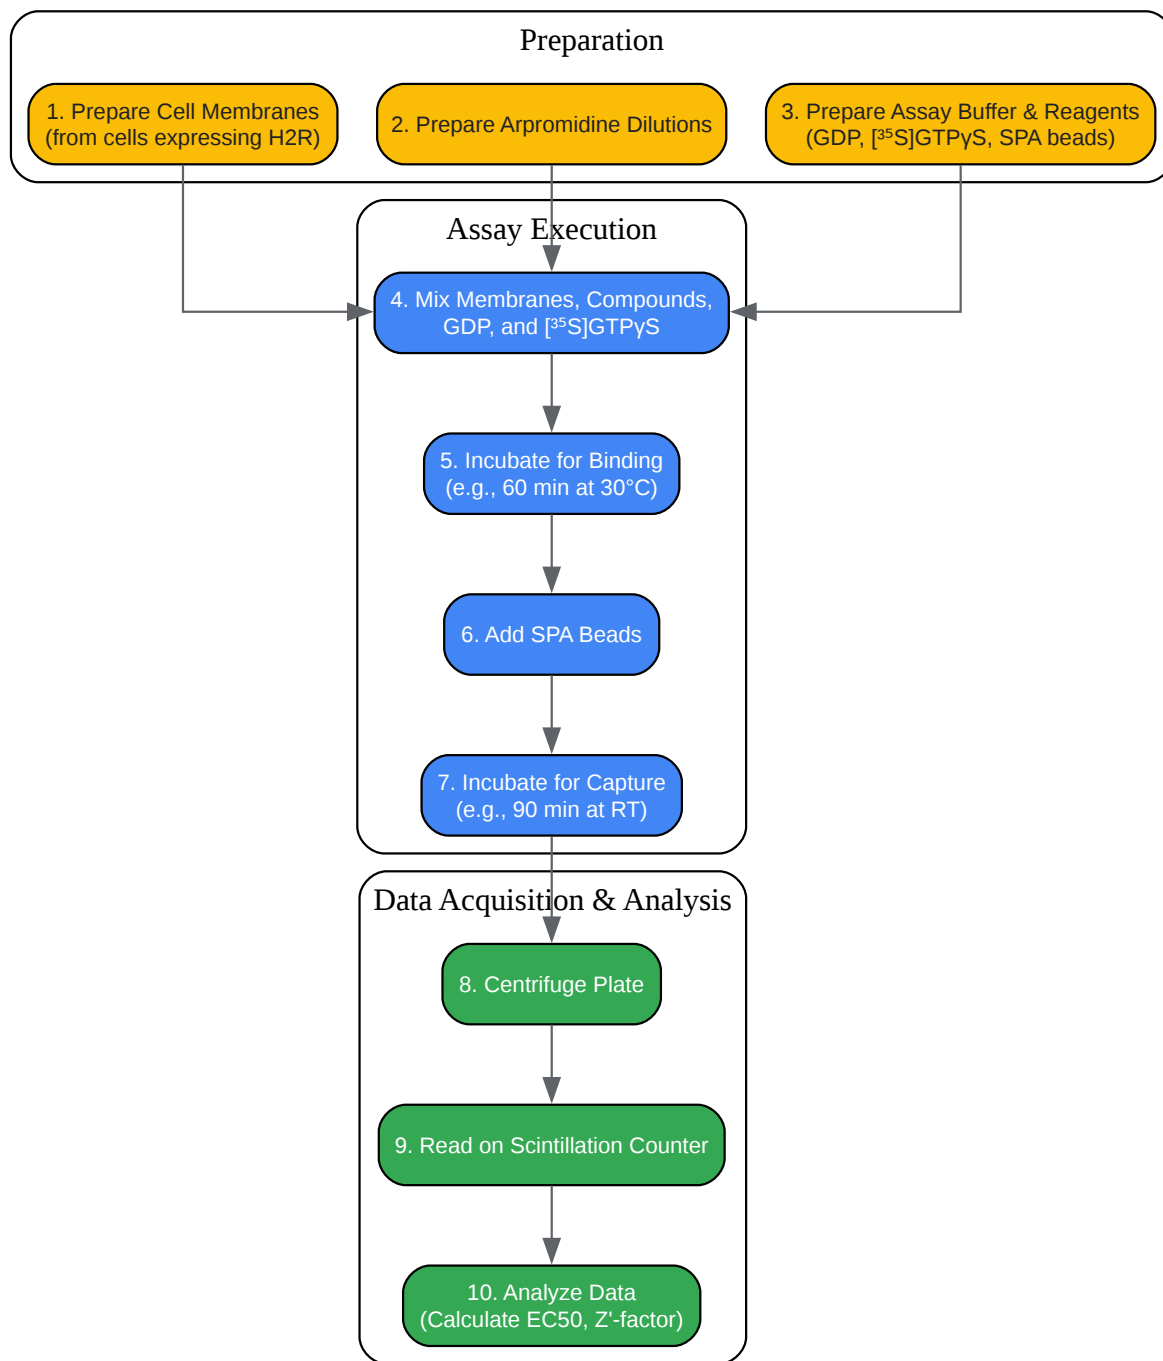 Preparation
1. Prepare Cell Membranes
(from cells expressing H2R)
2. Prepare Arpromidine Dilutions
3. Prepare Assay Buffer & Reagents
(GDP, [³⁵S]GTPγS, SPA beads)
Assay Execution
4. Mix Membranes, Compounds,
GDP, and [³⁵S]GTPγS
5. Incubate for Binding
(e.g., 60 min at 30°C)
6. Add SPA Beads
7. Incubate for Capture
(e.g., 90 min at RT)
Data Acquisition & Analysis
8. Centrifuge Plate
9. Read on Scintillation Counter
10. Analyze Data
(Calculate EC50, Z'-factor)